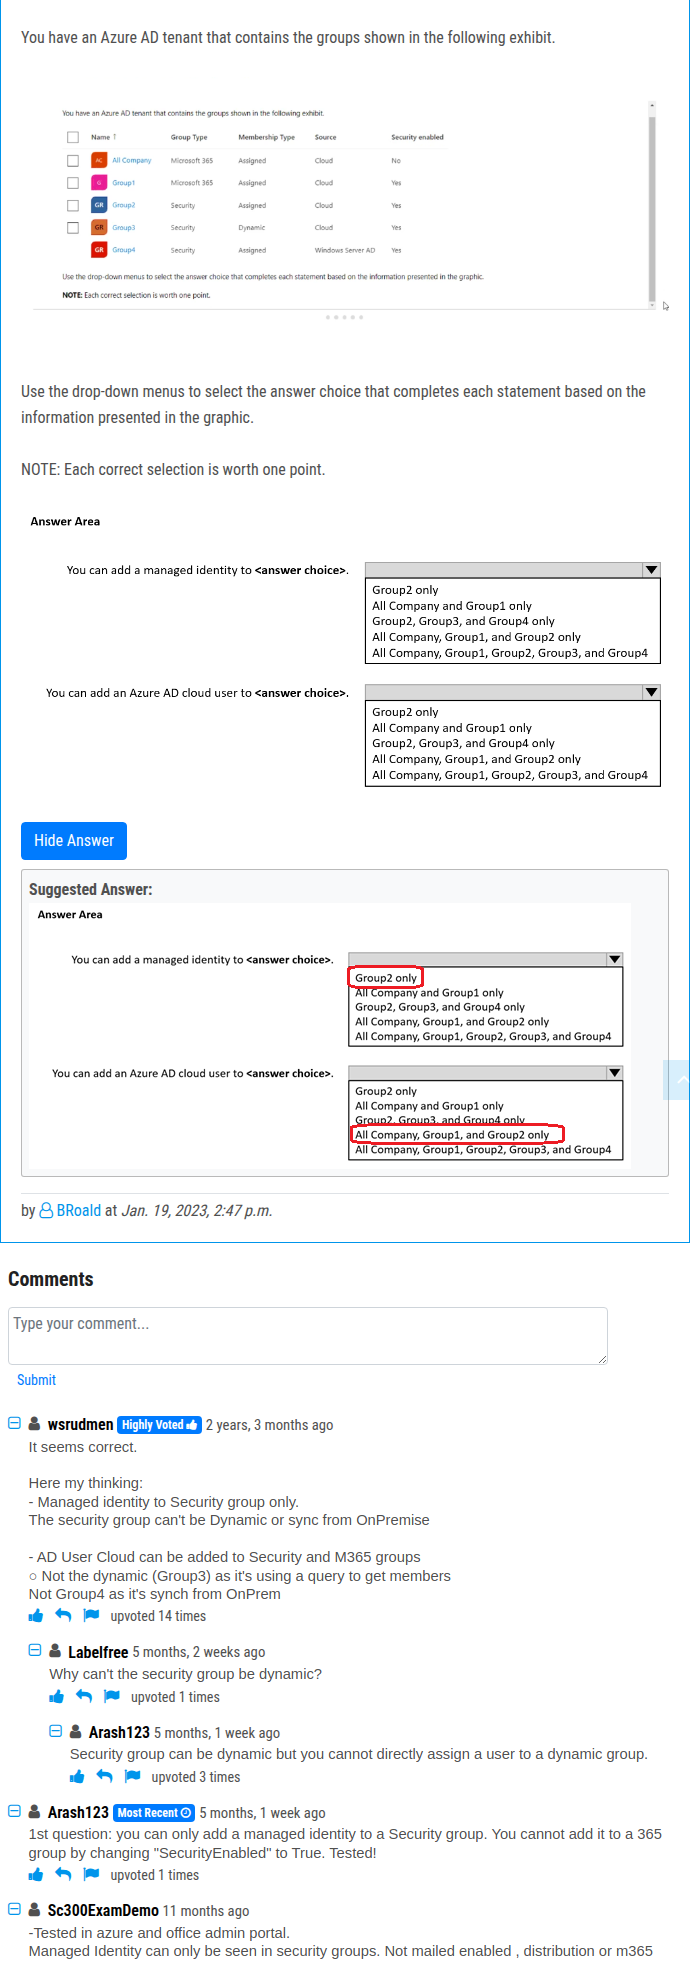 You have an Azure AD tenant that contains the groups shown in the following exhibit.
You have an Azure AD tenant that contains the groups shown in the following exhibit.
Name ↑ Group Type Membership Type Source Security enabled
AC All Company Microsoft 365 Assigned Cloud No
G Group1 Microsoft 365 Assigned Cloud Yes
GR Group2 Security Assigned Cloud Yes
GR Group3 Security Dynamic Cloud Yes
GR Group4 Security Assigned Windows Server AD Yes
Use the drop-down menus to select the answer choice that completes each statement based on the information presented in the graphic.
NOTE: Each correct selection is worth one point.
Use the drop-down menus to select the answer choice that completes each statement based on the
information presented in the graphic.
NOTE: Each correct selection is worth one point.
Answer Area
You can add a managed identity to <answer choice>.
Group2 only
All Company and Group1 only
Group2, Group3, and Group4 only
All Company, Group1, and Group2 only
All Company, Group1, Group2, Group3, and Group4
You can add an Azure AD cloud user to <answer choice>.
Group2 only
All Company and Group1 only
Group2, Group3, and Group4 only
All Company, Group1, and Group2 only
All Company, Group1, Group2, Group3, and Group4
Hide Answer
Suggested Answer:
Answer Area
You can add a managed identity to <answer choice>.
Group2 only
All Company and Group1 only
Group2, Group3, and Group4 only
All Company, Group1, and Group2 only
All Company, Group1, Group2, Group3, and Group4
You can add an Azure AD cloud user to <answer choice>.
Group2 only
All Company and Group1 only
Group2, Group3, and Group4 only
All Company, Group1, and Group2 only
All Company, Group1, Group2, Group3, and Group4
by BRoald at Jan. 19, 2023, 2:47 p.m.
Comments
Type your comment...
Submit
wsrudmen Highly Voted 2 years, 3 months ago
It seems correct.
Here my thinking:
- Managed identity to Security group only.
The security group can't be Dynamic or sync from OnPremise
- AD User Cloud can be added to Security and M365 groups
○ Not the dynamic (Group3) as it's using a query to get members
Not Group4 as it's synch from OnPrem
upvoted 14 times
Labelfree 5 months, 2 weeks ago
Why can't the security group be dynamic?
upvoted 1 times
Arash123 5 months, 1 week ago
Security group can be dynamic but you cannot directly assign a user to a dynamic group.
upvoted 3 times
Arash123 Most Recent 5 months, 1 week ago
1st question: you can only add a managed identity to a Security group. You cannot add it to a 365
group by changing "SecurityEnabled" to True. Tested!
upvoted 1 times
Sc300ExamDemo 11 months ago
-Tested in azure and office admin portal.
Managed Identity can only be seen in security groups. Not mailed enabled , distribution or m365